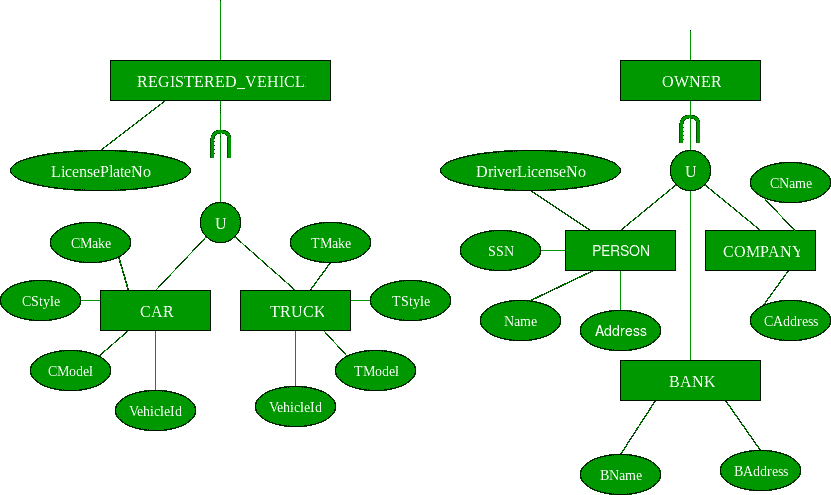 REGISTERED_VEHICL
OWNER
LicensePlateNo
DriverLicenseNo
U
CName
U
CMake
TMake
SSN
PERSON
COMPANY
CStyle
CAR
TRUCK
TStyle
Name
Address
CAddress
CModel
TModel
BANK
VehicleId
VehicleId
BName
BAddress